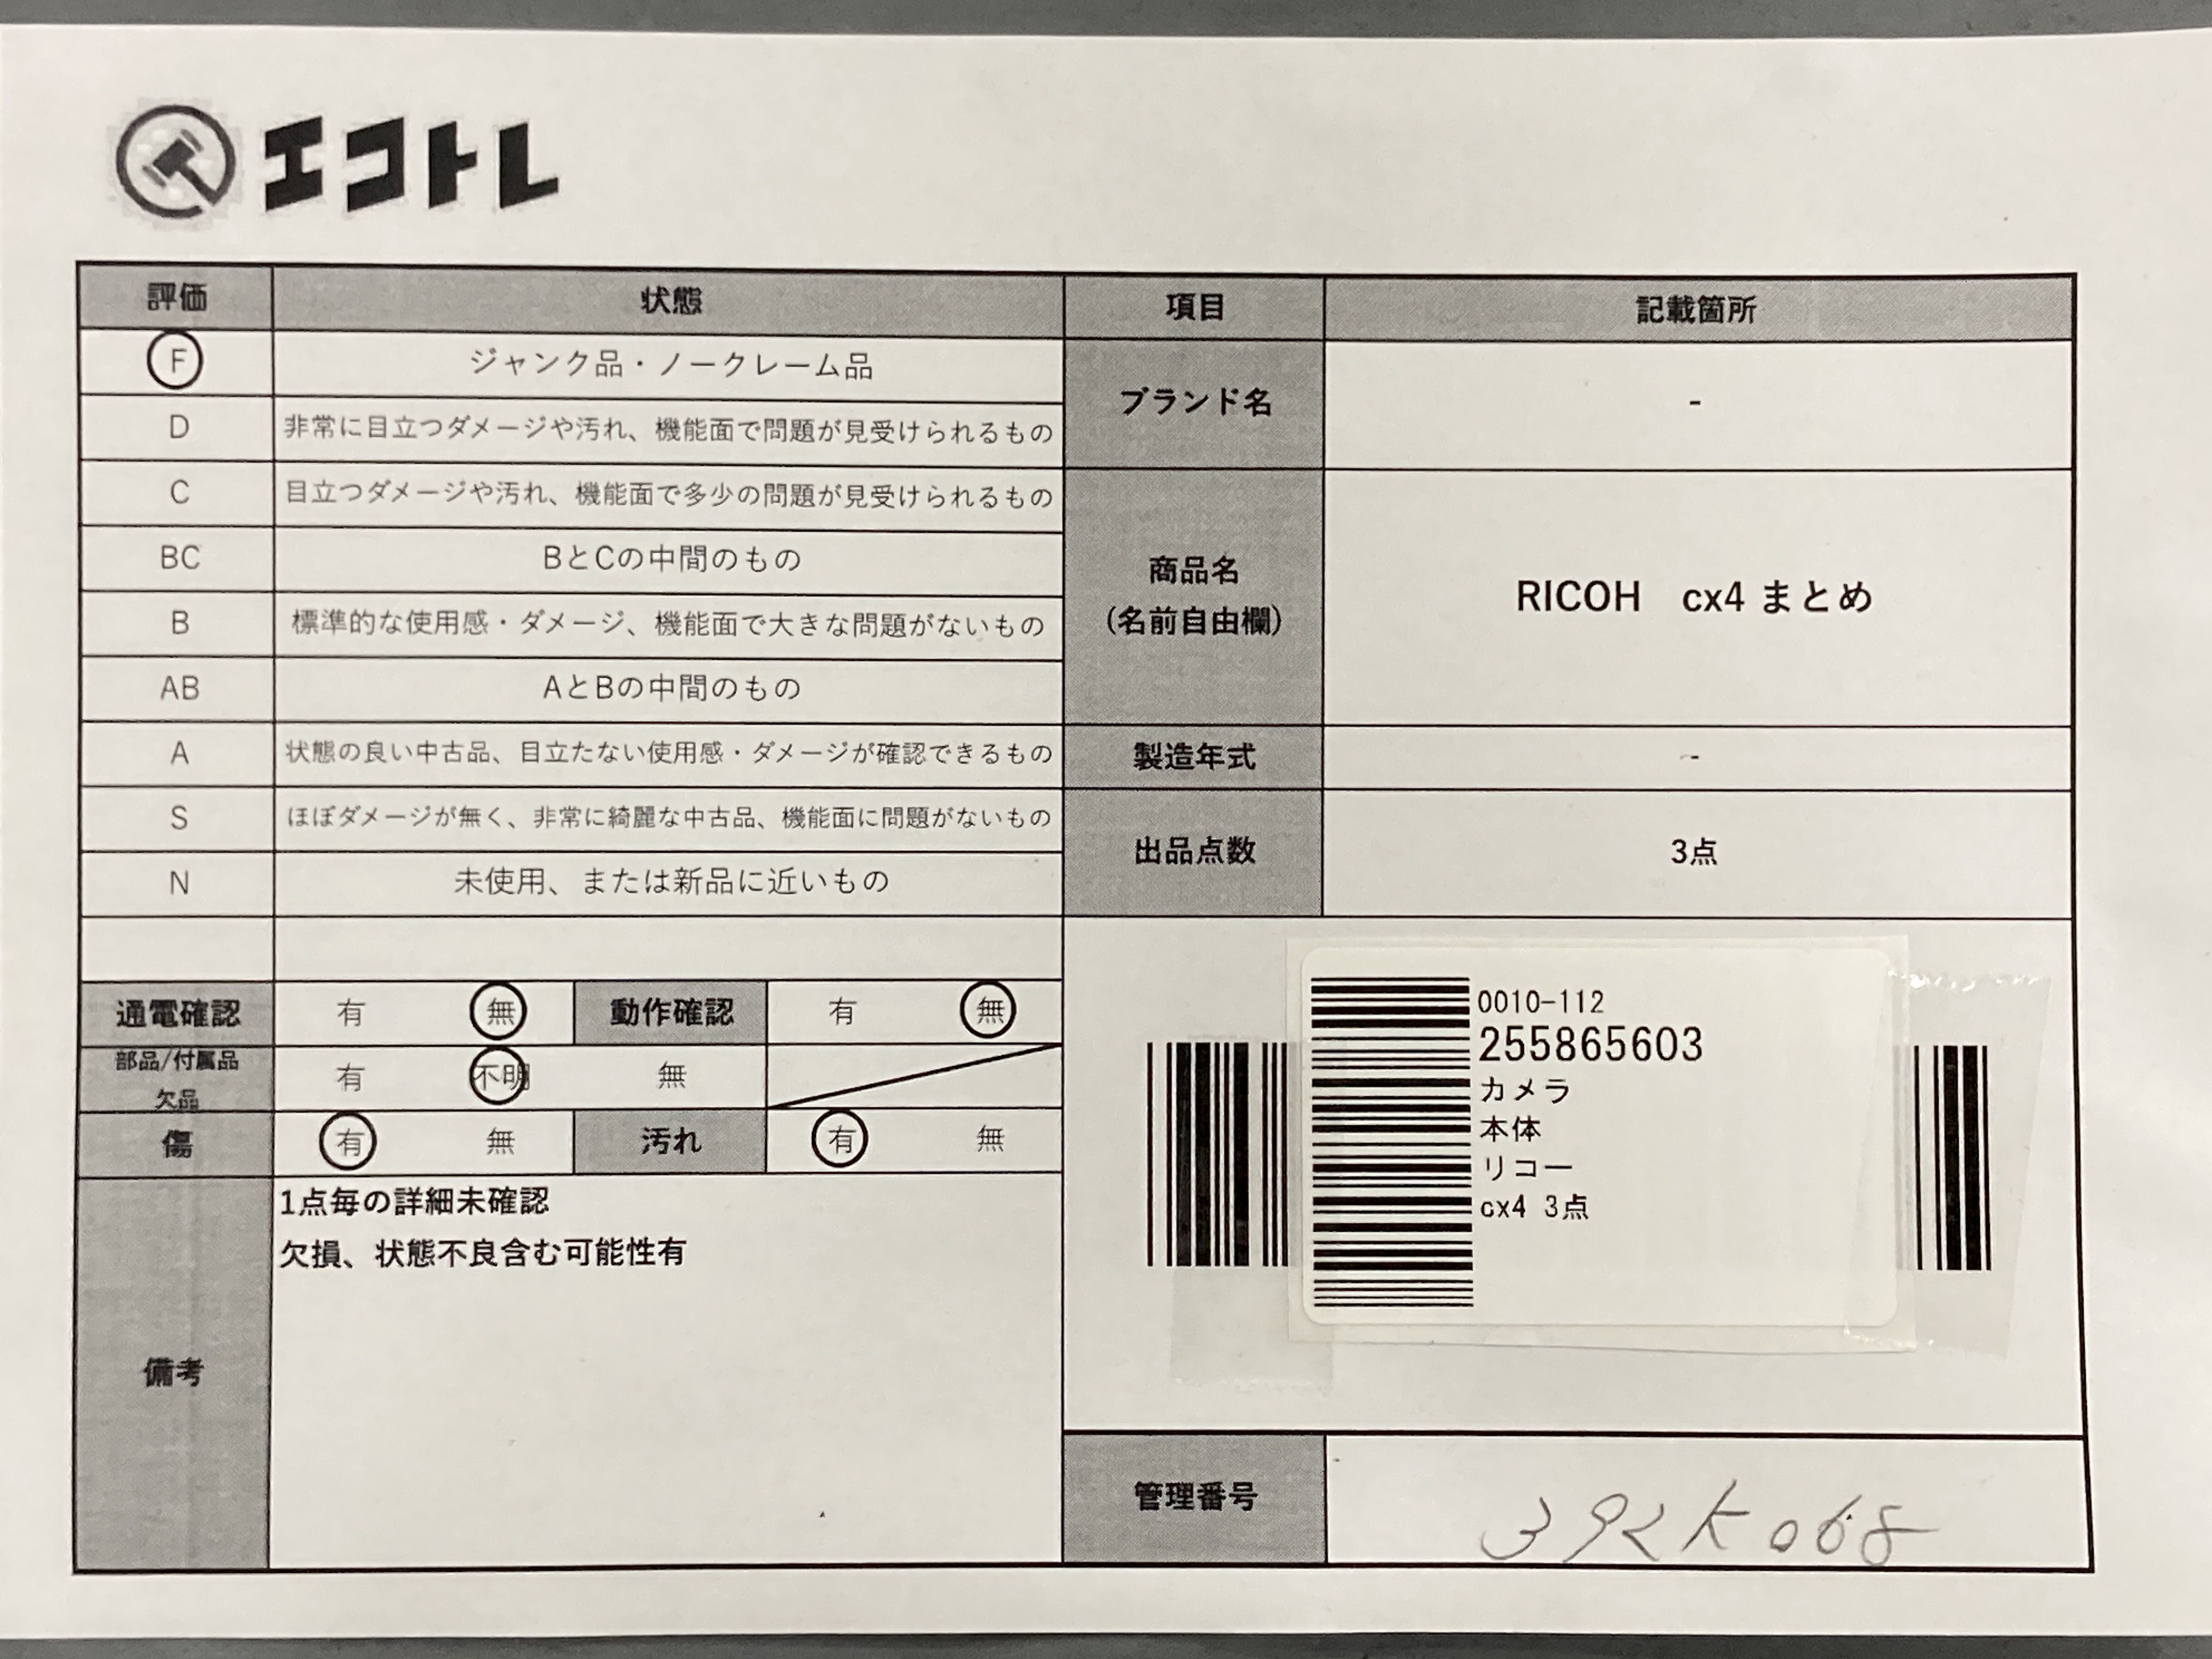 エコトレ
評価 状態 項目 記載箇所
F ジャンク品・ノークレーム品
D 非常に目立つダメージや汚れ、機能面で問題が見受けられるもの
ブランド名 -
C 目立つダメージや汚れ、機能面で多少の問題が見受けられるもの
BC BとCの中間のもの
B 標準的な使用感・ダメージ、機能面で大きな問題がないもの
商品名
(名前自由欄)
RICOH cx4 まとめ
AB AとBの中間のもの
A 状態の良い中古品、目立たない使用感・ダメージが確認できるもの
製造年式 -
S ほぼダメージが無く、非常に綺麗な中古品、機能面に問題がないもの
N 未使用、または新品に近いもの
出品点数 3点
通電確認 有 無 動作確認 有 無
部品/付属品
欠品
有 不明 無
傷 有 無 汚れ 有 無
備考
1点毎の詳細未確認
欠損、状態不良含む可能性有
0010-112
255865603
カメラ
本体
リコー
cx4 3点
管理番号 392K068